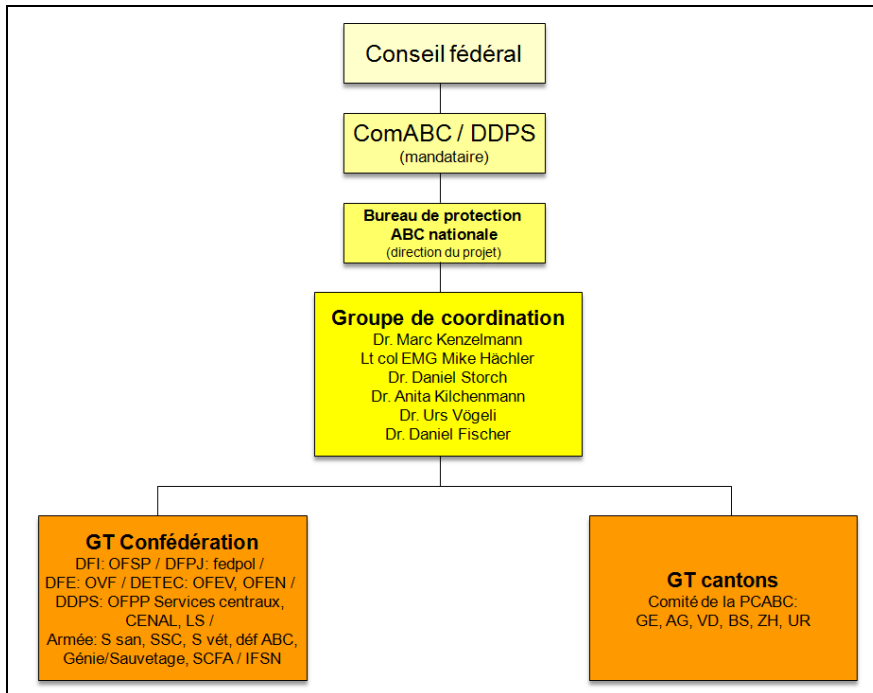 Conseil fédéral
ComABC / DDPS
(mandataire)
Bureau de protection
ABC nationale
(direction du projet)
Groupe de coordination
Dr. Marc Kenzelmann
Lt col EMG Mike Hächler
Dr. Daniel Storch
Dr. Anita Kilchenmann
Dr. Urs Vögeli
Dr. Daniel Fischer
GT Confédération
DFI: OFSP / DFPJ: fedpol /
DFE: OVF / DETEC: OFEV, OFEN /
DDPS: OFPP Services centraux,
CENAL, LS /
Armée: S san, SSC, S vét, déf ABC,
Génie/Sauvetage, SCFA / IFSN
GT cantons
Comité de la PCABC:
GE, AG, VD, BS, ZH, UR